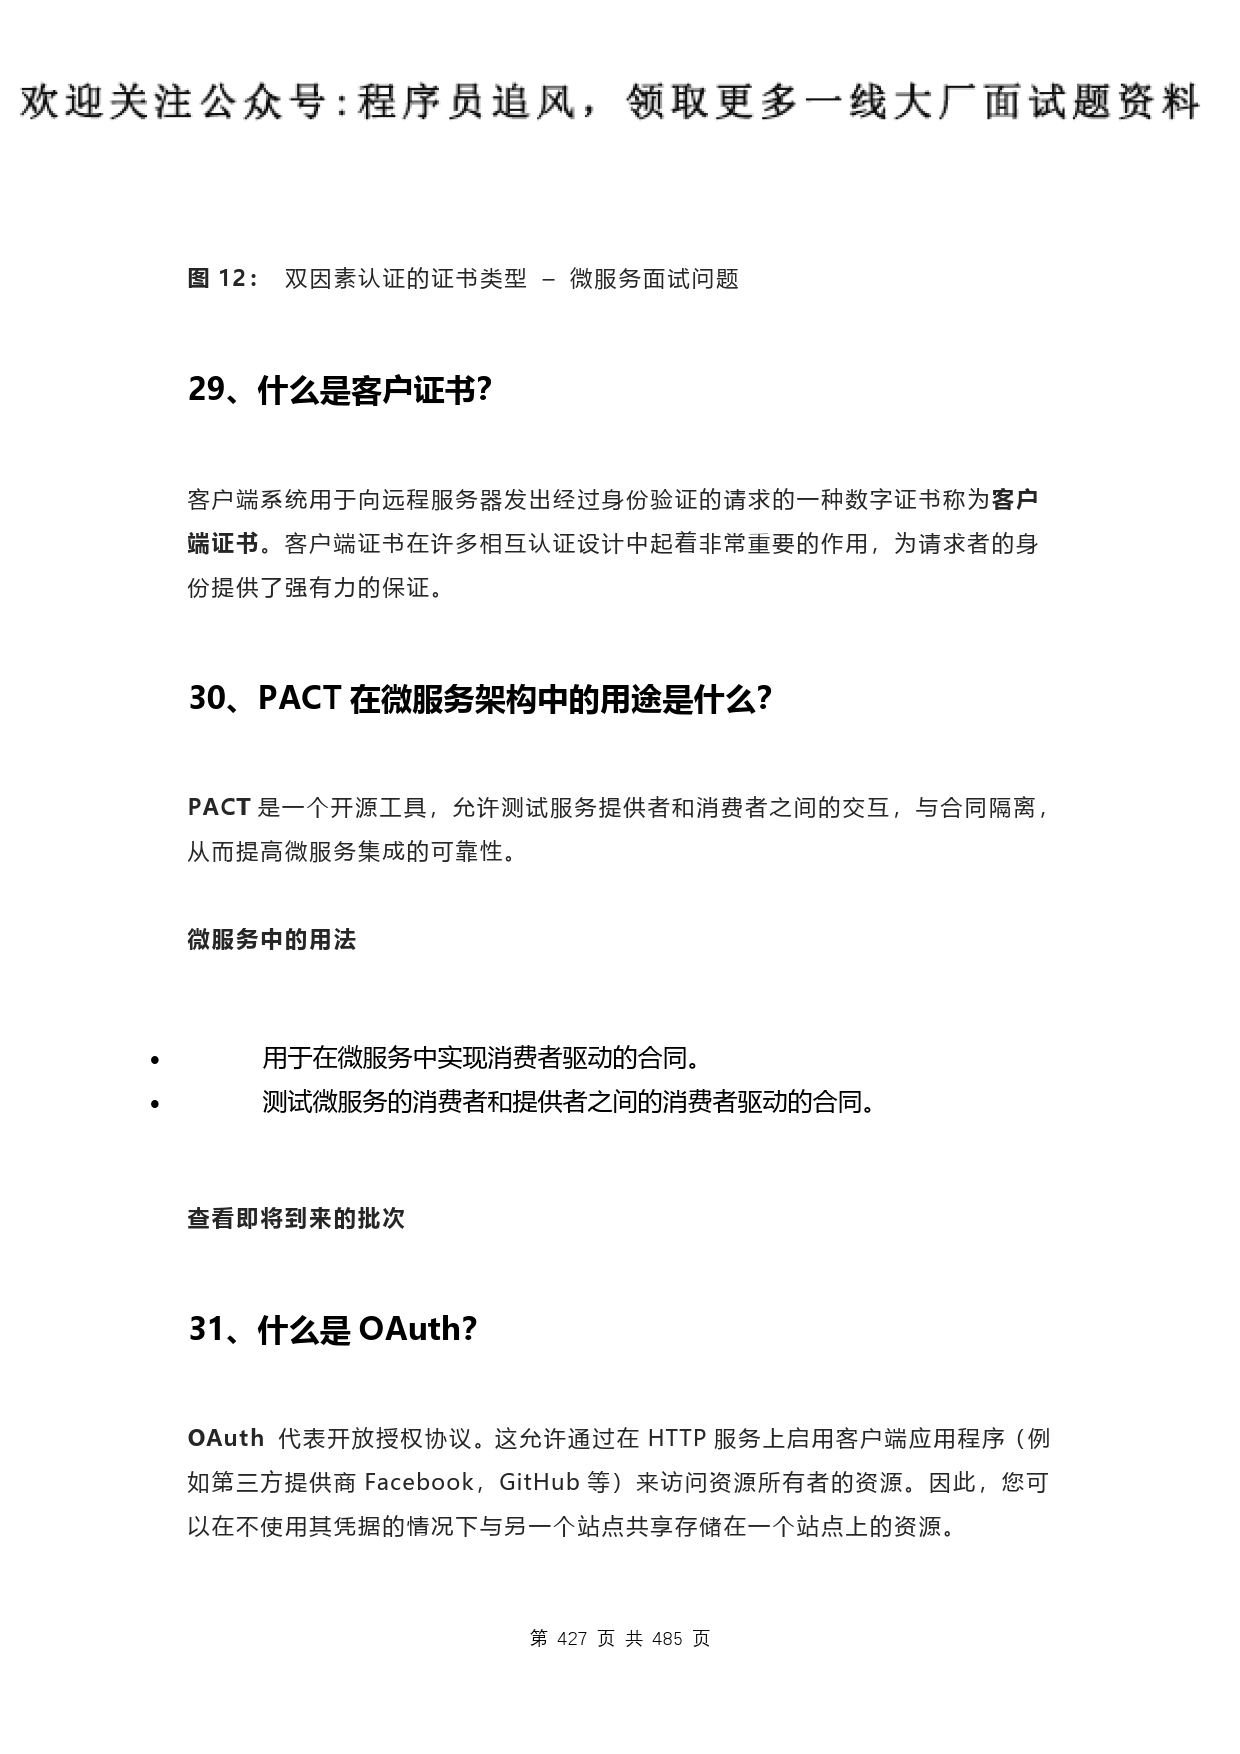 欢迎关注公众号:程序员追风，领取更多一线大厂面试题资料
图 12： 双因素认证的证书类型 – 微服务面试问题
29、什么是客户证书？
客户端系统用于向远程服务器发出经过身份验证的请求的一种数字证书称为客户
端证书。客户端证书在许多相互认证设计中起着非常重要的作用，为请求者的身
份提供了强有力的保证。
30、PACT 在微服务架构中的用途是什么？
PACT 是一个开源工具，允许测试服务提供者和消费者之间的交互，与合同隔离，
从而提高微服务集成的可靠性。
微服务中的用法
• 用于在微服务中实现消费者驱动的合同。
• 测试微服务的消费者和提供者之间的消费者驱动的合同。
查看即将到来的批次
31、什么是 OAuth？
OAuth 代表开放授权协议。这允许通过在 HTTP 服务上启用客户端应用程序（例
如第三方提供商 Facebook，GitHub 等）来访问资源所有者的资源。因此，您可
以在不使用其凭据的情况下与另一个站点共享存储在一个站点上的资源。
第 427 页 共 485 页